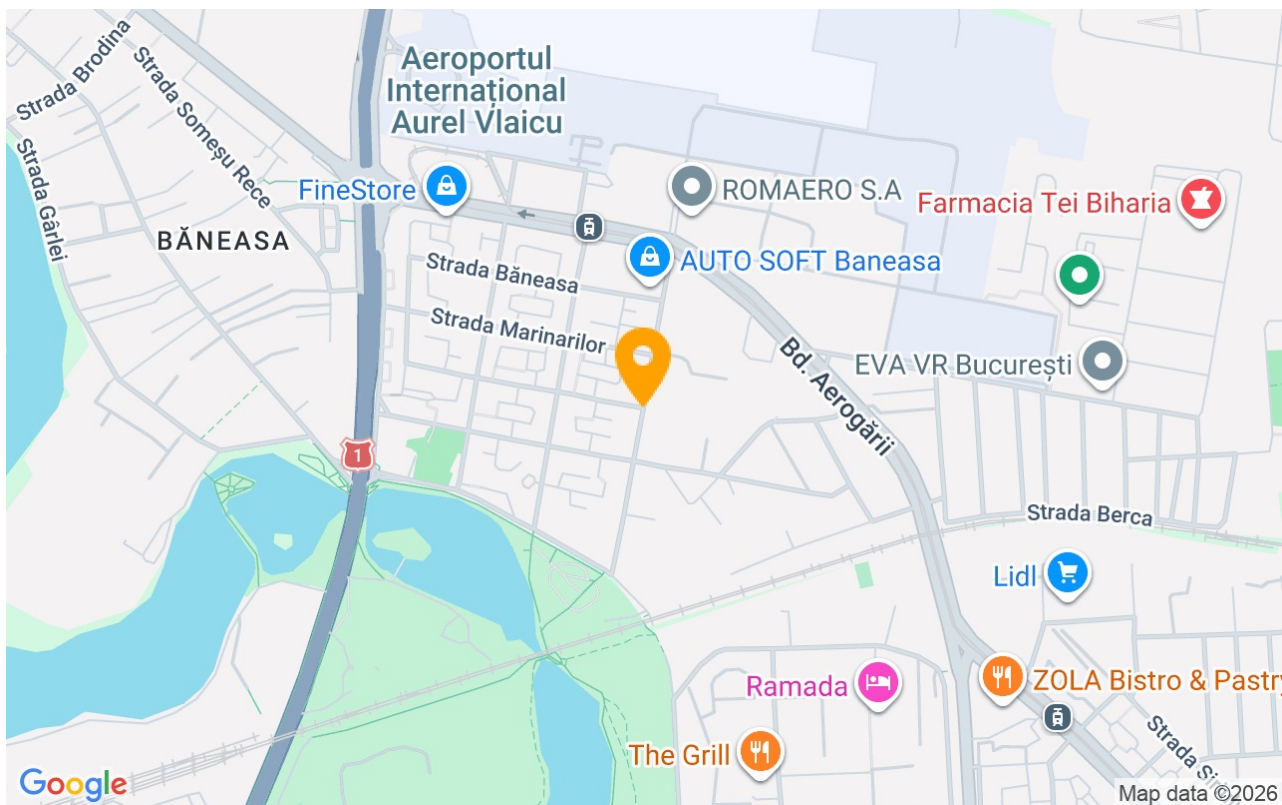 Strada Brodina
Strada Someșu Rece
Strada Gârlei
BĂNEASA
Aeroportul
Internațional
Aurel Vlaicu
FineStore
ROMAERO S.A
Farmacia Tei Biharia
AUTO SOFT Baneasa
Strada Băneasa
Strada Marinarilor
Bd. Aerogării
EVA VR București
1
Strada Berca
Lidl
Ramada
ZOLA Bistro & Pastry
The Grill
Google
Map data ©2026